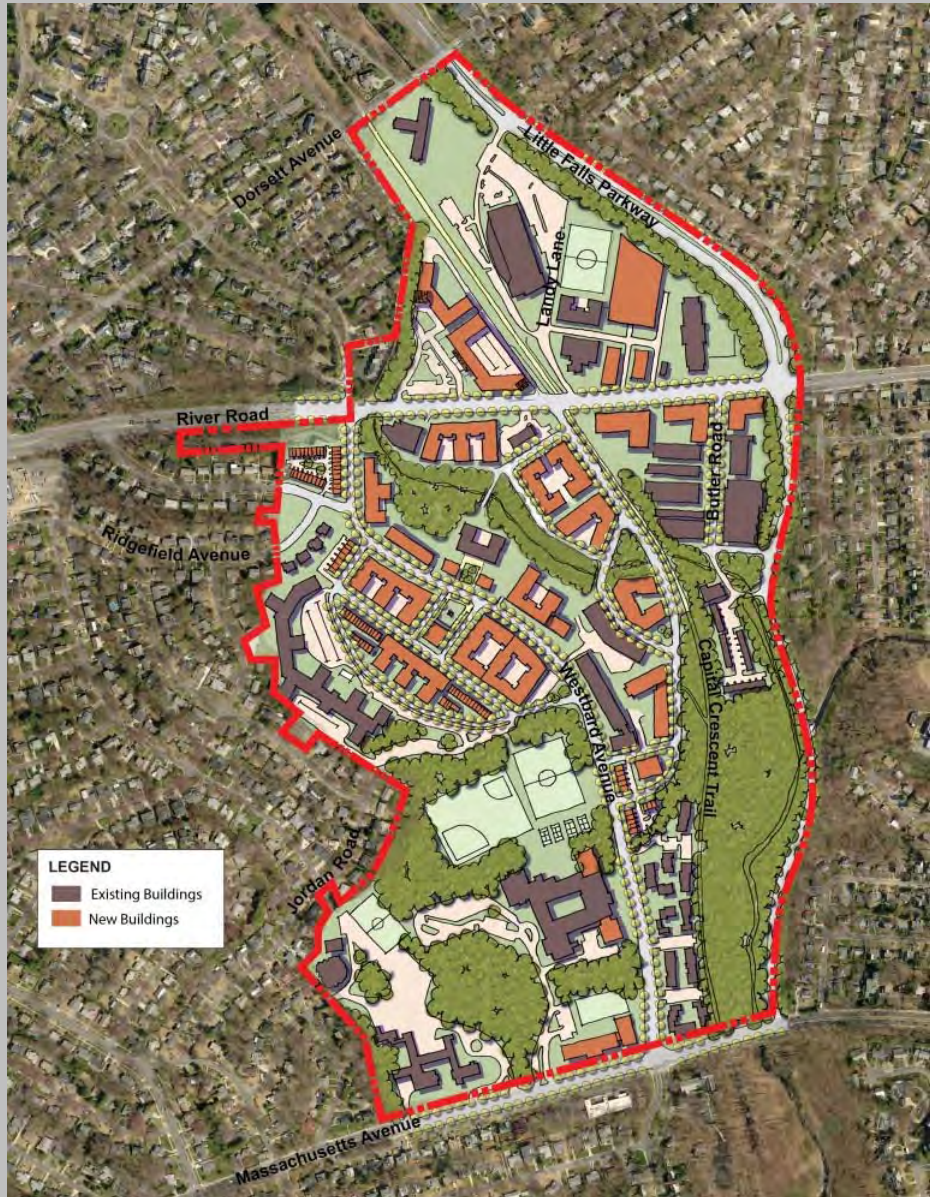 Dorsett Avenue
Little Falls Parkway
Landy Lane
River Road
Butler Road
Ridgefield Avenue
Westbard Avenue
Capital Crescent Trail
Jordan Road
LEGEND
Existing Buildings
New Buildings
Massachusetts Avenue